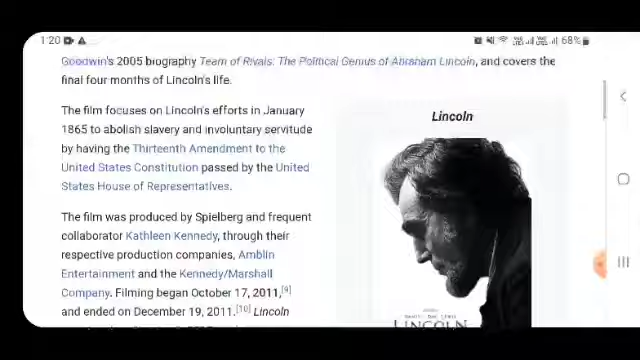 1:20
68%
Goodwin's 2005 biography Team of Rivals: The Political Genius of Abraham Lincoln, and covers the
final four months of Lincoln's life.
The film focuses on Lincoln's efforts in January
1865 to abolish slavery and involuntary servitude
by having the Thirteenth Amendment to the
United States Constitution passed by the United
States House of Representatives.
The film was produced by Spielberg and frequent
collaborator Kathleen Kennedy, through their
respective production companies, Amblin
Entertainment and the Kennedy/Marshall
Company. Filming began October 17, 2011,[9]
and ended on December 19, 2011.[10] Lincoln
Lincoln
LINCOLN